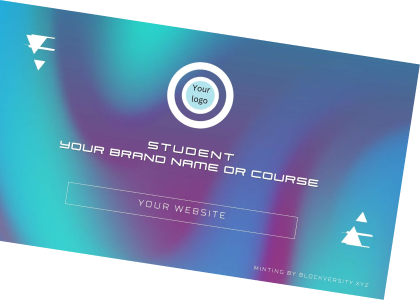 Your
logo
STUDENT
YOUR BRAND NAME OR COURSE
YOUR WEBSITE
MINTING BY BLOCKVERSITY.XYZ